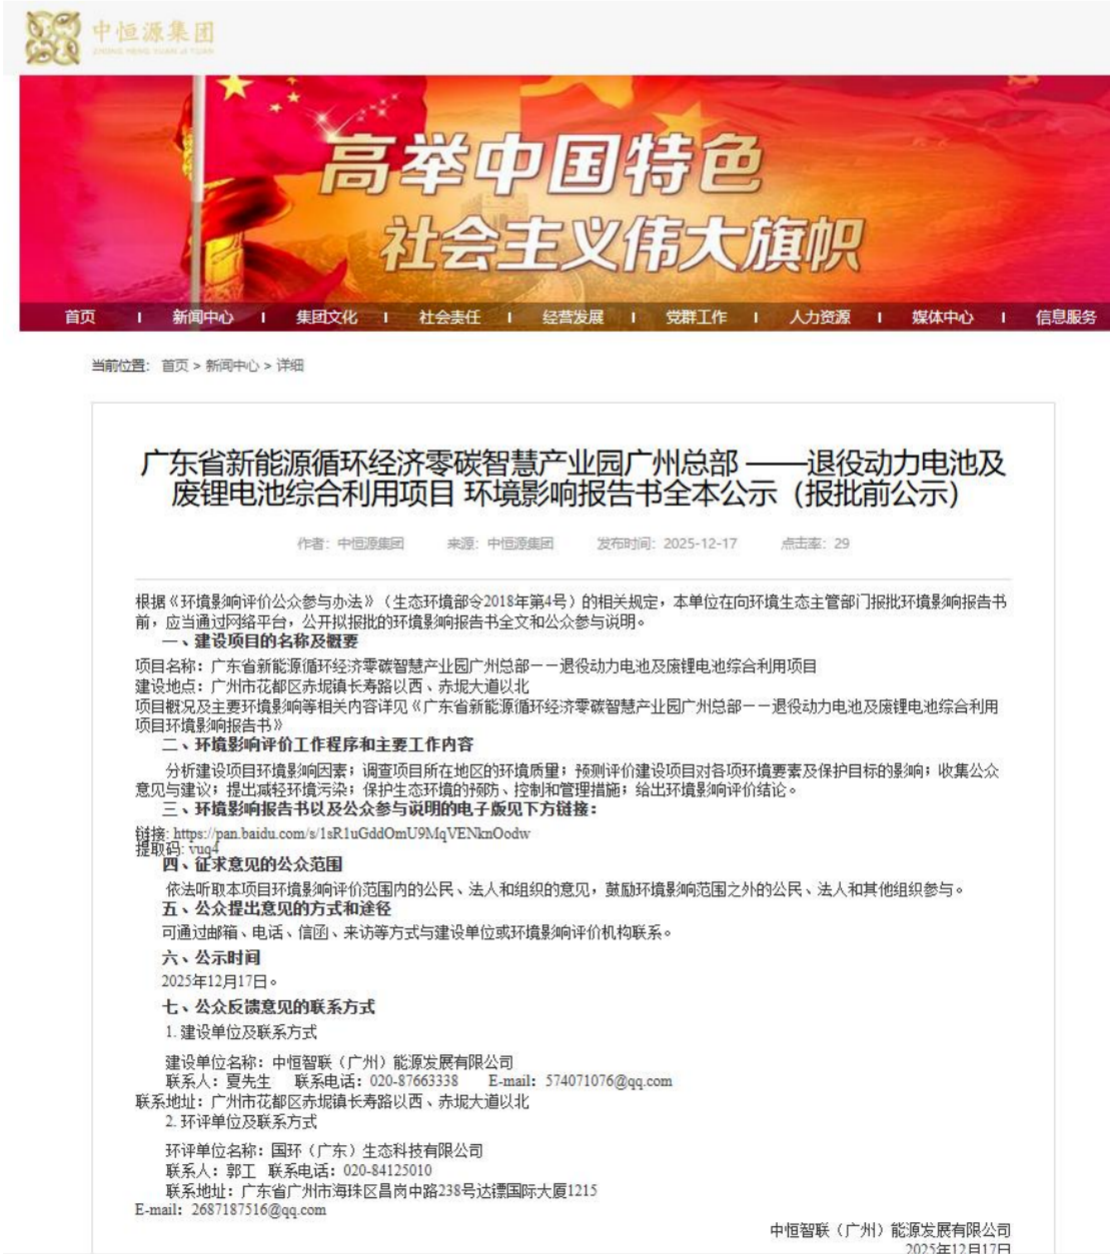 中恒源集团
ZHONG HENG YUAN JI TUAN
高举中国特色
社会主义伟大旗帜
首页 | 新闻中心 | 集团文化 | 社会责任 | 经营发展 | 党群工作 | 人力资源 | 媒体中心 | 信息服务
当前位置： 首页 > 新闻中心 > 详细
广东省新能源循环经济零碳智慧产业园广州总部 ——退役动力电池及
废锂电池综合利用项目 环境影响报告书全本公示（报批前公示）
作者：中恒源集团 来源：中恒源集团 发布时间：2025-12-17 点击率：29
根据《环境影响评价公众参与办法》（生态环境部令2018年第4号）的相关规定，本单位在向环境生态主管部门报批环境影响报告书
前，应当通过网络平台，公开拟报批的环境影响报告书全文和公众参与说明。
一、建设项目的名称及概要
项目名称：广东省新能源循环经济零碳智慧产业园广州总部——退役动力电池及废锂电池综合利用项目
建设地点：广州市花都区赤坭镇长寿路以西、赤坭大道以北
项目概况及主要环境影响等相关内容详见《广东省新能源循环经济零碳智慧产业园广州总部——退役动力电池及废锂电池综合利用
项目环境影响报告书》
二、环境影响评价工作程序和主要工作内容
分析建设项目环境影响因素；调查项目所在地区的环境质量；预测评价建设项目对各项环境要素及保护目标的影响；收集公众
意见与建议；提出减轻环境污染；保护生态环境的预防、控制和管理措施；给出环境影响评价结论。
三、环境影响报告书以及公众参与说明的电子版见下方链接：
链接: https://pan.baidu.com/s/1sR1uGddOmU9MqVENknOodw
提取码: vuq4
四、征求意见的公众范围
依法听取本项目环境影响评价范围内的公民、法人和组织的意见，鼓励环境影响范围之外的公民、法人和其他组织参与。
五、公众提出意见的方式和途径
可通过邮箱、电话、信函、来访等方式与建设单位或环境影响评价机构联系。
六、公示时间
2025年12月17日。
七、公众反馈意见的联系方式
1. 建设单位及联系方式
建设单位名称：中恒智联（广州）能源发展有限公司
联系人：夏先生 联系电话：020-87663338 E-mail：574071076@qq.com
联系地址：广州市花都区赤坭镇长寿路以西、赤坭大道以北
2. 环评单位及联系方式
环评单位名称：国环（广东）生态科技有限公司
联系人：郭工 联系电话：020-84125010
联系地址：广东省广州市海珠区昌岗中路238号达镖国际大厦1215
E-mail：2687187516@qq.com
中恒智联（广州）能源发展有限公司
2025年12月17日